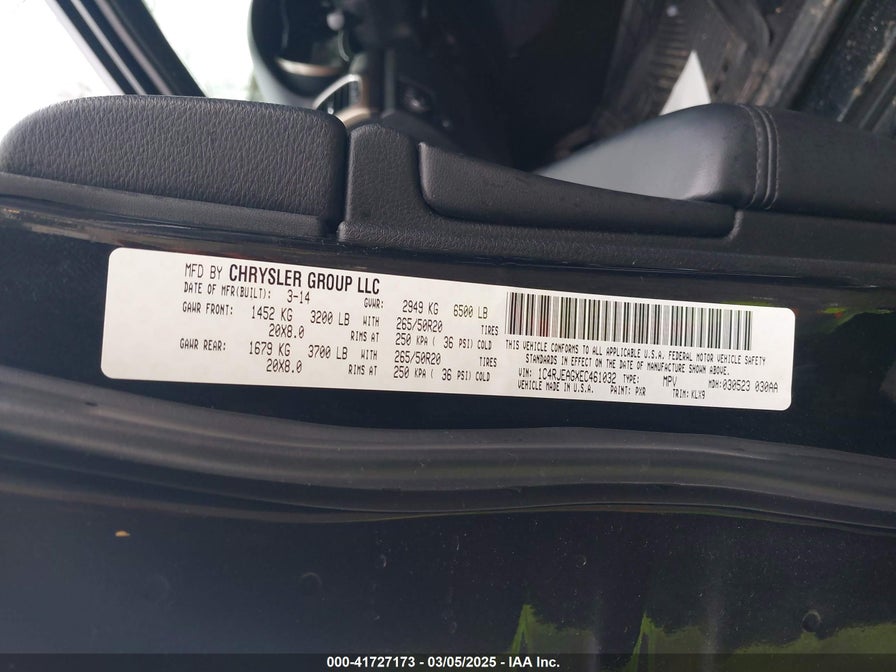 MFD BY CHRYSLER GROUP LLC
DATE OF MFR(BUILT): 3-14 GVWR: 2949 KG 6500 LB
GAWR FRONT: 1452 KG 3200 LB WITH 265/50R20 TIRES
20X8.0 RIMS AT 250 KPA ( 36 PSI) COLD
GAWR REAR: 1679 KG 3700 LB WITH 265/50R20 TIRES
20X8.0 RIMS AT 250 KPA ( 36 PSI) COLD
THIS VEHICLE CONFORMS TO ALL APPLICABLE U.S.A. FEDERAL MOTOR VEHICLE SAFETY
STANDARDS IN EFFECT ON THE DATE OF MANUFACTURE SHOWN ABOVE.
VIN: 1C4RJEAGXEC461032 TYPE: MPV MDH: 030523 030AA
VEHICLE MADE IN U.S.A. PAINT: PXR TRIM: KLX9
000-41727173 — 03/05/2025 — IAA Inc.